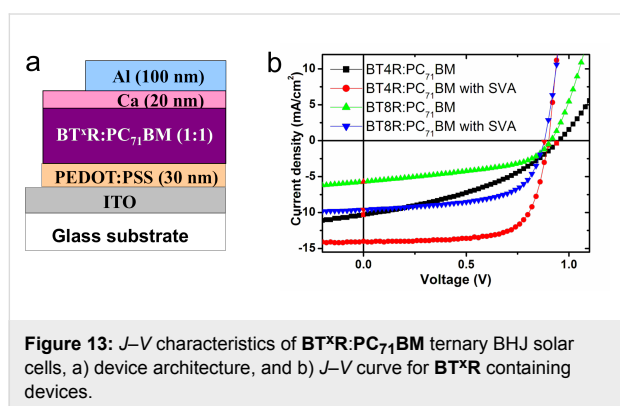 a
Al (100 nm)
Ca (20 nm)
BTˣR:PC₇₁BM (1:1)
PEDOT:PSS (30 nm)
ITO
Glass substrate
b
Current density (mA/cm²)
10
5
0
-5
-10
-15
BT4R:PC₇₁BM
BT4R:PC₇₁BM with SVA
BT8R:PC₇₁BM
BT8R:PC₇₁BM with SVA
0.0
0.5
1.0
Voltage (V)
Figure 13: J–V characteristics of BTˣR:PC₇₁BM ternary BHJ solar
cells, a) device architecture, and b) J–V curve for BTˣR containing
devices.